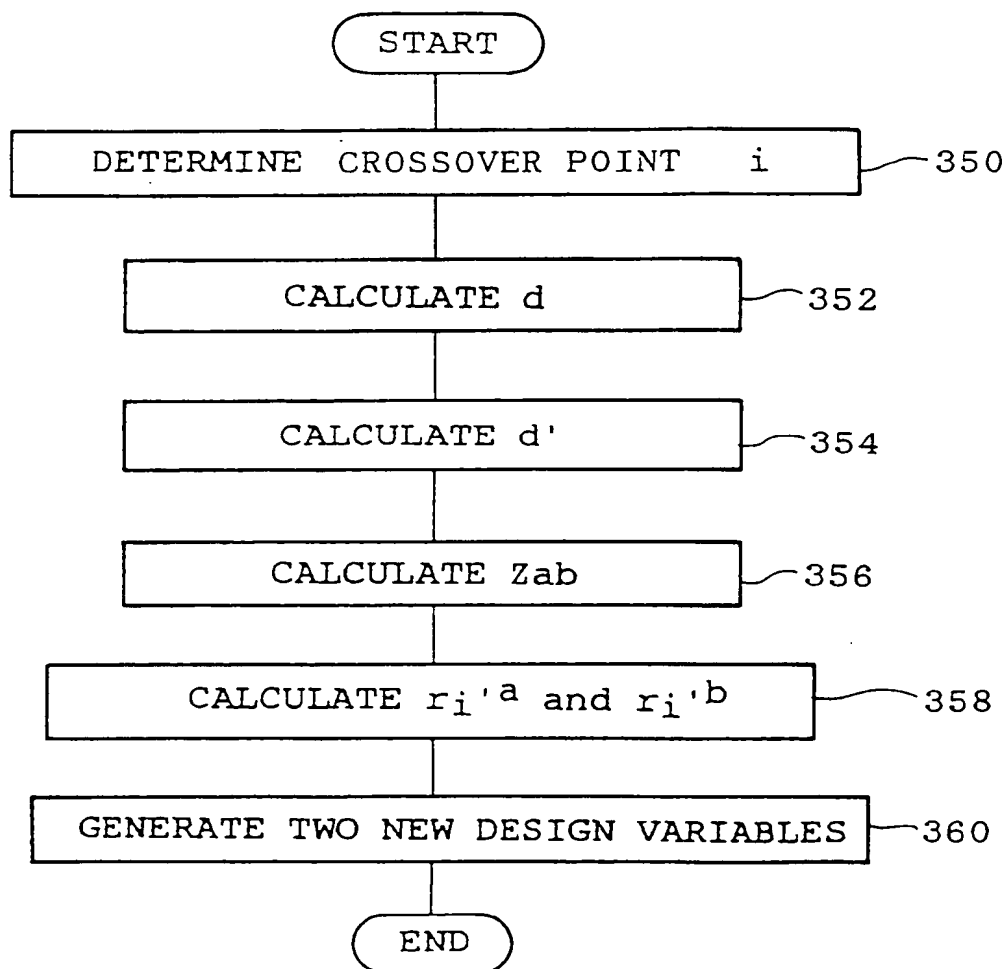 START
DETERMINE CROSSOVER POINT i
350
CALCULATE d
352
CALCULATE d'
354
CALCULATE Zab
356
CALCULATE ri'a and ri'b
358
GENERATE TWO NEW DESIGN VARIABLES
360
END